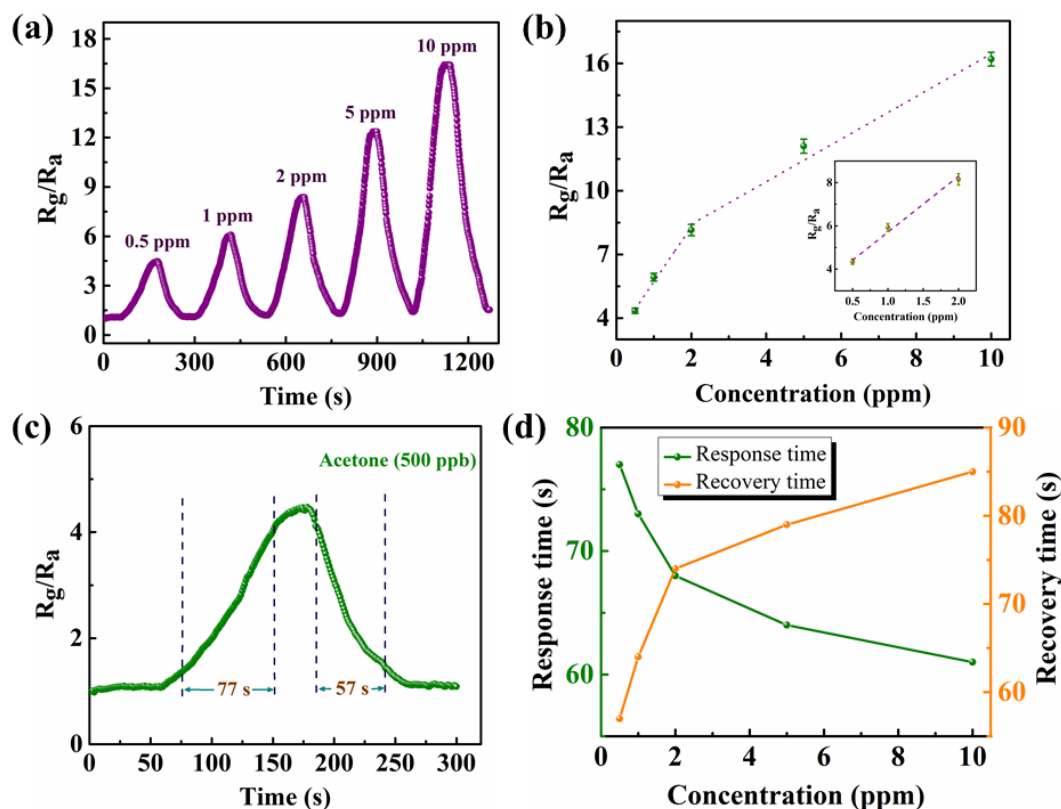 (a)
18
15
12
9
6
3
0
Rg/Ra
0.5 ppm
1 ppm
2 ppm
5 ppm
10 ppm
0 300 600 900 1200
Time (s)
(b)
16
13
10
7
4
Rg/Ra
0 2 4 6 8 10
Concentration (ppm)
8
6
4
Rg/Ra
0.5 1.0 1.5 2.0
Concentration (ppm)
(c)
6
4
2
0
Rg/Ra
Acetone (500 ppb)
77 s
57 s
0 50 100 150 200 250 300
Time (s)
(d)
80
70
60
Response time (s)
Response time
Recovery time
90
80
70
60
Recovery time (s)
0 2 4 6 8 10
Concentration (ppm)